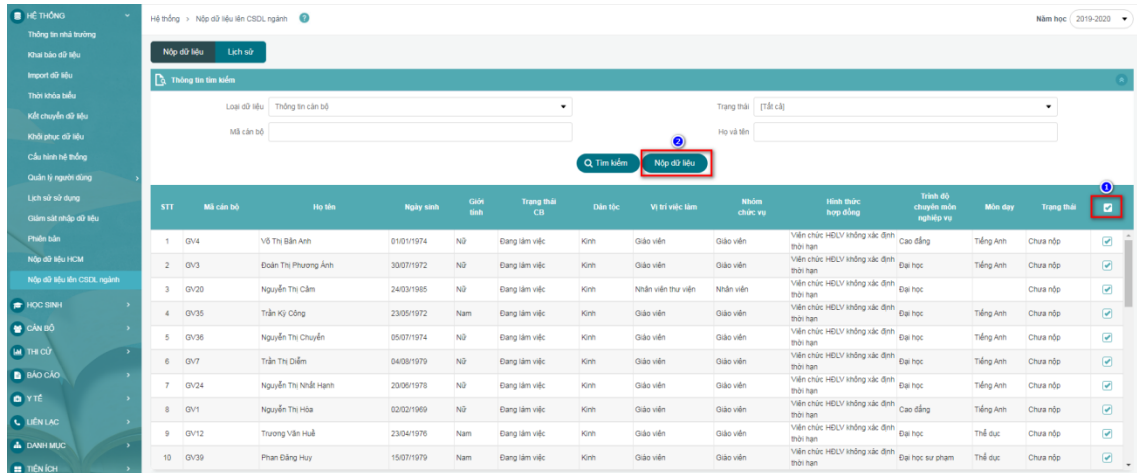 HỆ THỐNG
Thông tin nhà trường
Khai báo dữ liệu
Import dữ liệu
Thời khóa biểu
Kết chuyển dữ liệu
Khôi phục dữ liệu
Cấu hình hệ thống
Quản lý người dùng
Lịch sử sử dụng
Giám sát nhập dữ liệu
Phiên bản
Nộp dữ liệu HCM
Nộp dữ liệu lên CSDL ngành
HỌC SINH
CÁN BỘ
THI CỬ
BÁO CÁO
Y TẾ
LIÊN LẠC
DANH MỤC
TIỆN ÍCH
Hệ thống > Nộp dữ liệu lên CSDL ngành ?
Năm học 2019-2020
Nộp dữ liệu Lịch sử
Thông tin tìm kiếm
Loại dữ liệu Thông tin cán bộ Trạng thái [Tất cả]
Mã cán bộ Họ và tên
2
Tìm kiếm Nộp dữ liệu
1
STT Mã cán bộ Họ tên Ngày sinh Giới tính Trạng thái CB Dân tộc Vị trí việc làm Nhóm chức vụ Hình thức hợp đồng Trình độ chuyên môn nghiệp vụ Môn dạy Trạng thái
1 GV4 Võ Thị Bân Anh 01/01/1974 Nữ Đang làm việc Kinh Giáo viên Giáo viên Viên chức HĐLV không xác định thời hạn Cao đẳng Tiếng Anh Chưa nộp
2 GV3 Đoàn Thị Phương Ánh 30/07/1972 Nữ Đang làm việc Kinh Giáo viên Giáo viên Viên chức HĐLV không xác định thời hạn Đại học Tiếng Anh Chưa nộp
3 GV20 Nguyễn Thị Cẩm 24/03/1985 Nữ Đang làm việc Kinh Nhân viên thư viện Nhân viên Viên chức HĐLV không xác định thời hạn Đại học Chưa nộp
4 GV35 Trần Kỳ Công 23/05/1972 Nam Đang làm việc Kinh Giáo viên Giáo viên Viên chức HĐLV không xác định thời hạn Đại học Tiếng Anh Chưa nộp
5 GV36 Nguyễn Thị Chuyển 05/07/1974 Nữ Đang làm việc Kinh Giáo viên Giáo viên Viên chức HĐLV không xác định thời hạn Đại học Tiếng Anh Chưa nộp
6 GV7 Trần Thị Diễm 04/08/1979 Nữ Đang làm việc Kinh Giáo viên Giáo viên Viên chức HĐLV không xác định thời hạn Đại học Tiếng Anh Chưa nộp
7 GV24 Nguyễn Thị Nhất Hạnh 20/06/1978 Nữ Đang làm việc Kinh Giáo viên Giáo viên Viên chức HĐLV không xác định thời hạn Đại học Tiếng Anh Chưa nộp
8 GV1 Nguyễn Thị Hóa 02/02/1969 Nữ Đang làm việc Kinh Giáo viên Giáo viên Viên chức HĐLV không xác định thời hạn Cao đẳng Tiếng Anh Chưa nộp
9 GV12 Trương Văn Huề 23/04/1976 Nam Đang làm việc Kinh Giáo viên Giáo viên Viên chức HĐLV không xác định thời hạn Đại học Thể dục Chưa nộp
10 GV39 Phan Đăng Huy 15/07/1979 Nam Đang làm việc Kinh Giáo viên Giáo viên Viên chức HĐLV không xác định thời hạn Đại học sư phạm Thể dục Chưa nộp